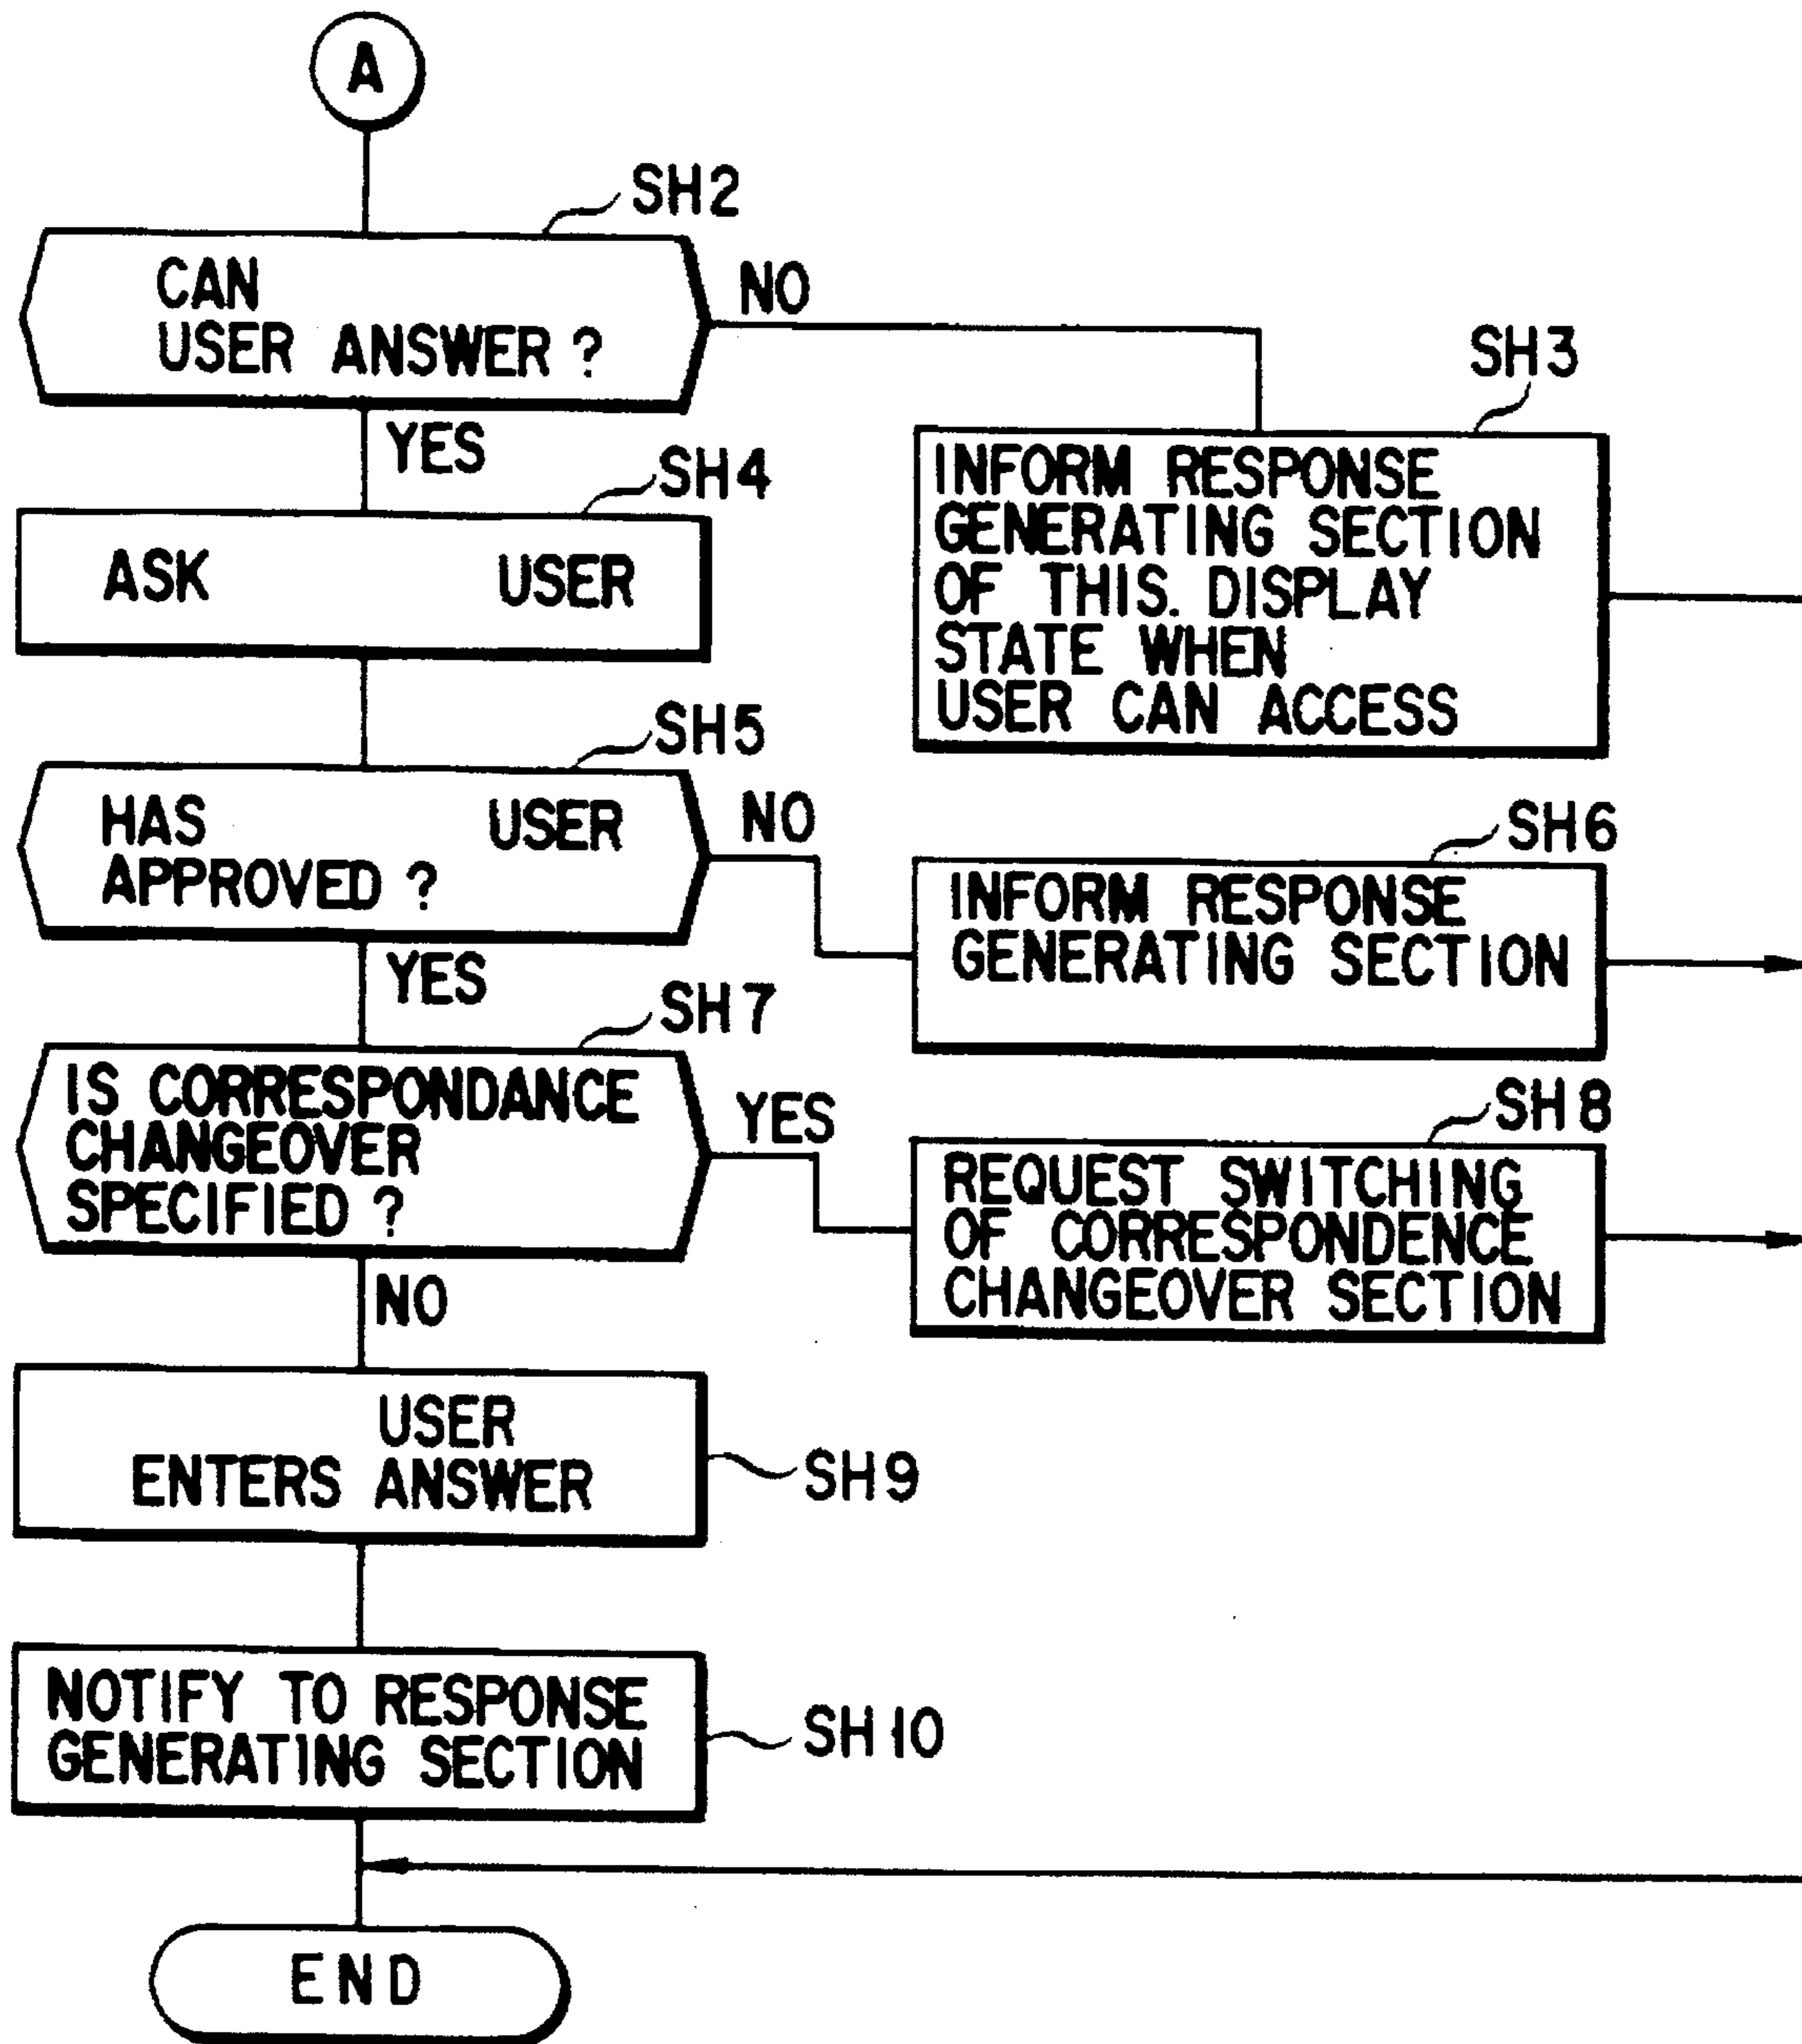 A
SH2
CAN
USER ANSWER ?
NO
YES
SH3
INFORM RESPONSE
GENERATING SECTION
OF THIS. DISPLAY
STATE WHEN
USER CAN ACCESS
SH4
ASK USER
SH5
HAS USER
APPROVED ?
NO
YES
SH6
INFORM RESPONSE
GENERATING SECTION
SH7
IS CORRESPONDANCE
CHANGEOVER
SPECIFIED ?
YES
NO
SH8
REQUEST SWITCHING
OF CORRESPONDENCE
CHANGEOVER SECTION
USER
ENTERS ANSWER
SH9
NOTIFY TO RESPONSE
GENERATING SECTION
SH10
END